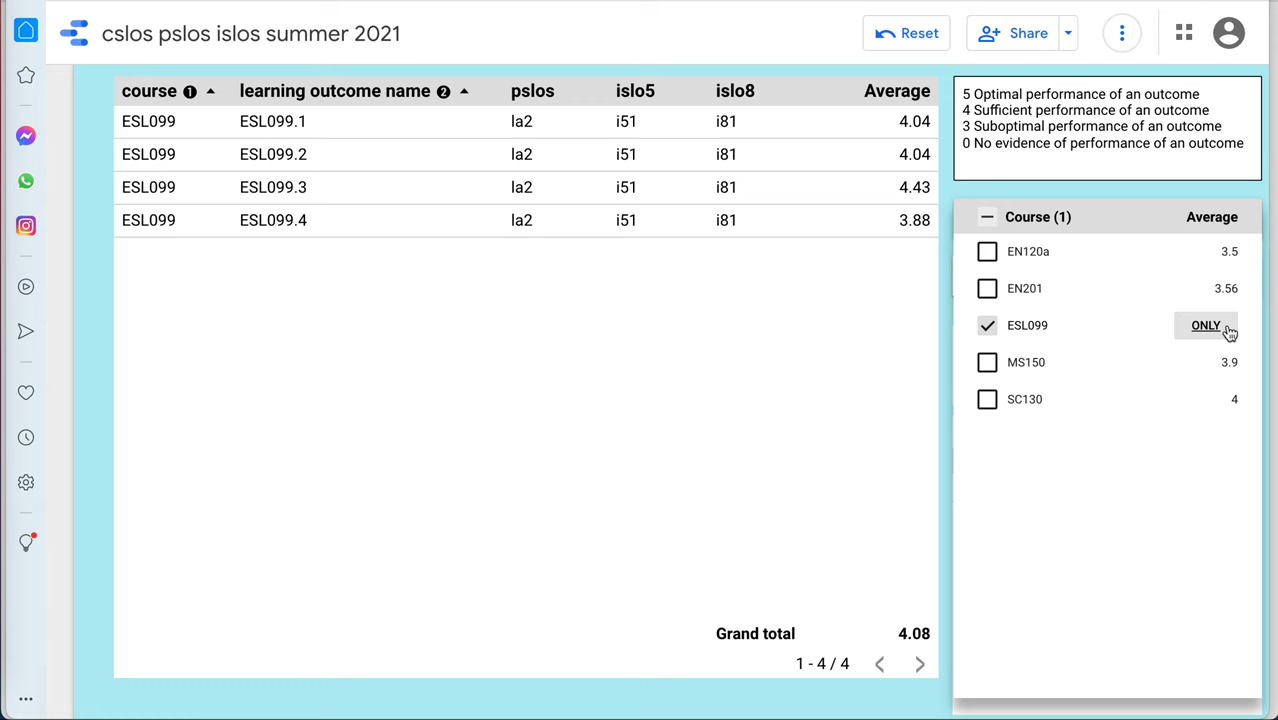 cslos pslos islos summer 2021
Reset
Share
course 1 learning outcome name 2 pslos islo5 islo8 Average
ESL099 ESL099.1 la2 i51 i81 4.04
ESL099 ESL099.2 la2 i51 i81 4.04
ESL099 ESL099.3 la2 i51 i81 4.43
ESL099 ESL099.4 la2 i51 i81 3.88
Grand total 4.08
1 - 4 / 4
5 Optimal performance of an outcome
4 Sufficient performance of an outcome
3 Suboptimal performance of an outcome
0 No evidence of performance of an outcome
Course (1) Average
EN120a 3.5
EN201 3.56
ESL099 ONLY
MS150 3.9
SC130 4